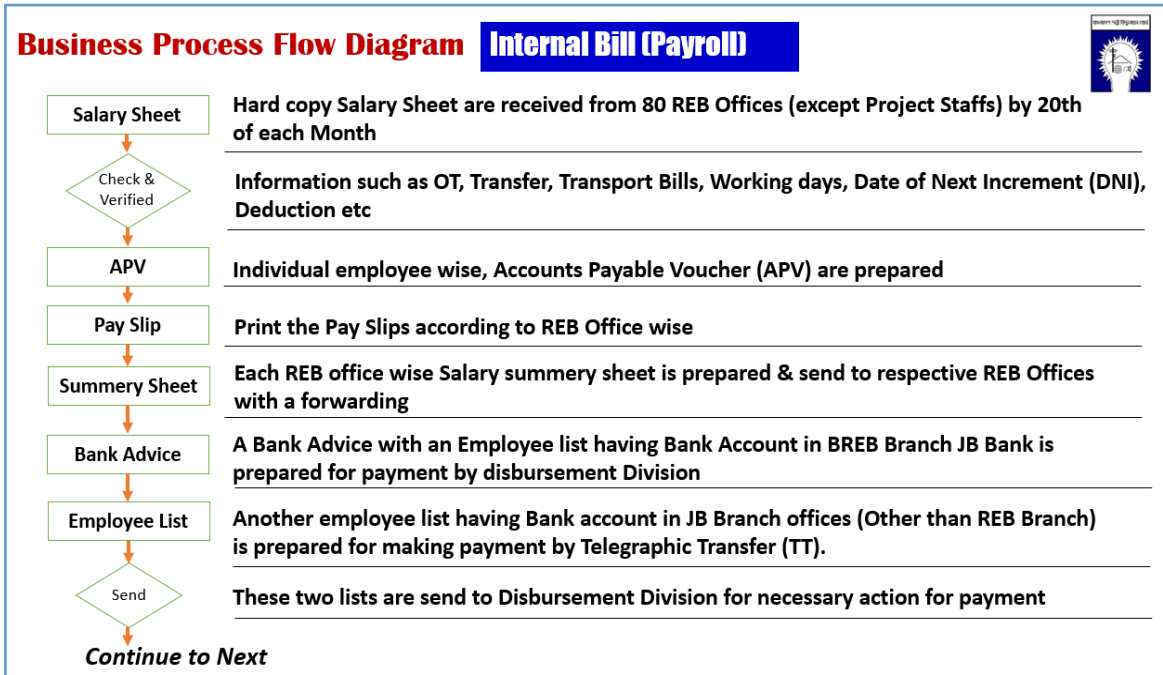 Business Process Flow Diagram Internal Bill (Payroll)
Salary Sheet
Hard copy Salary Sheet are received from 80 REB Offices (except Project Staffs) by 20th
of each Month
Check &
Verified
Information such as OT, Transfer, Transport Bills, Working days, Date of Next Increment (DNI),
Deduction etc
APV
Individual employee wise, Accounts Payable Voucher (APV) are prepared
Pay Slip
Print the Pay Slips according to REB Office wise
Summery Sheet
Each REB office wise Salary summery sheet is prepared & send to respective REB Offices
with a forwarding
Bank Advice
A Bank Advice with an Employee list having Bank Account in BREB Branch JB Bank is
prepared for payment by disbursement Division
Employee List
Another employee list having Bank account in JB Branch offices (Other than REB Branch)
is prepared for making payment by Telegraphic Transfer (TT).
Send
These two lists are send to Disbursement Division for necessary action for payment
Continue to Next